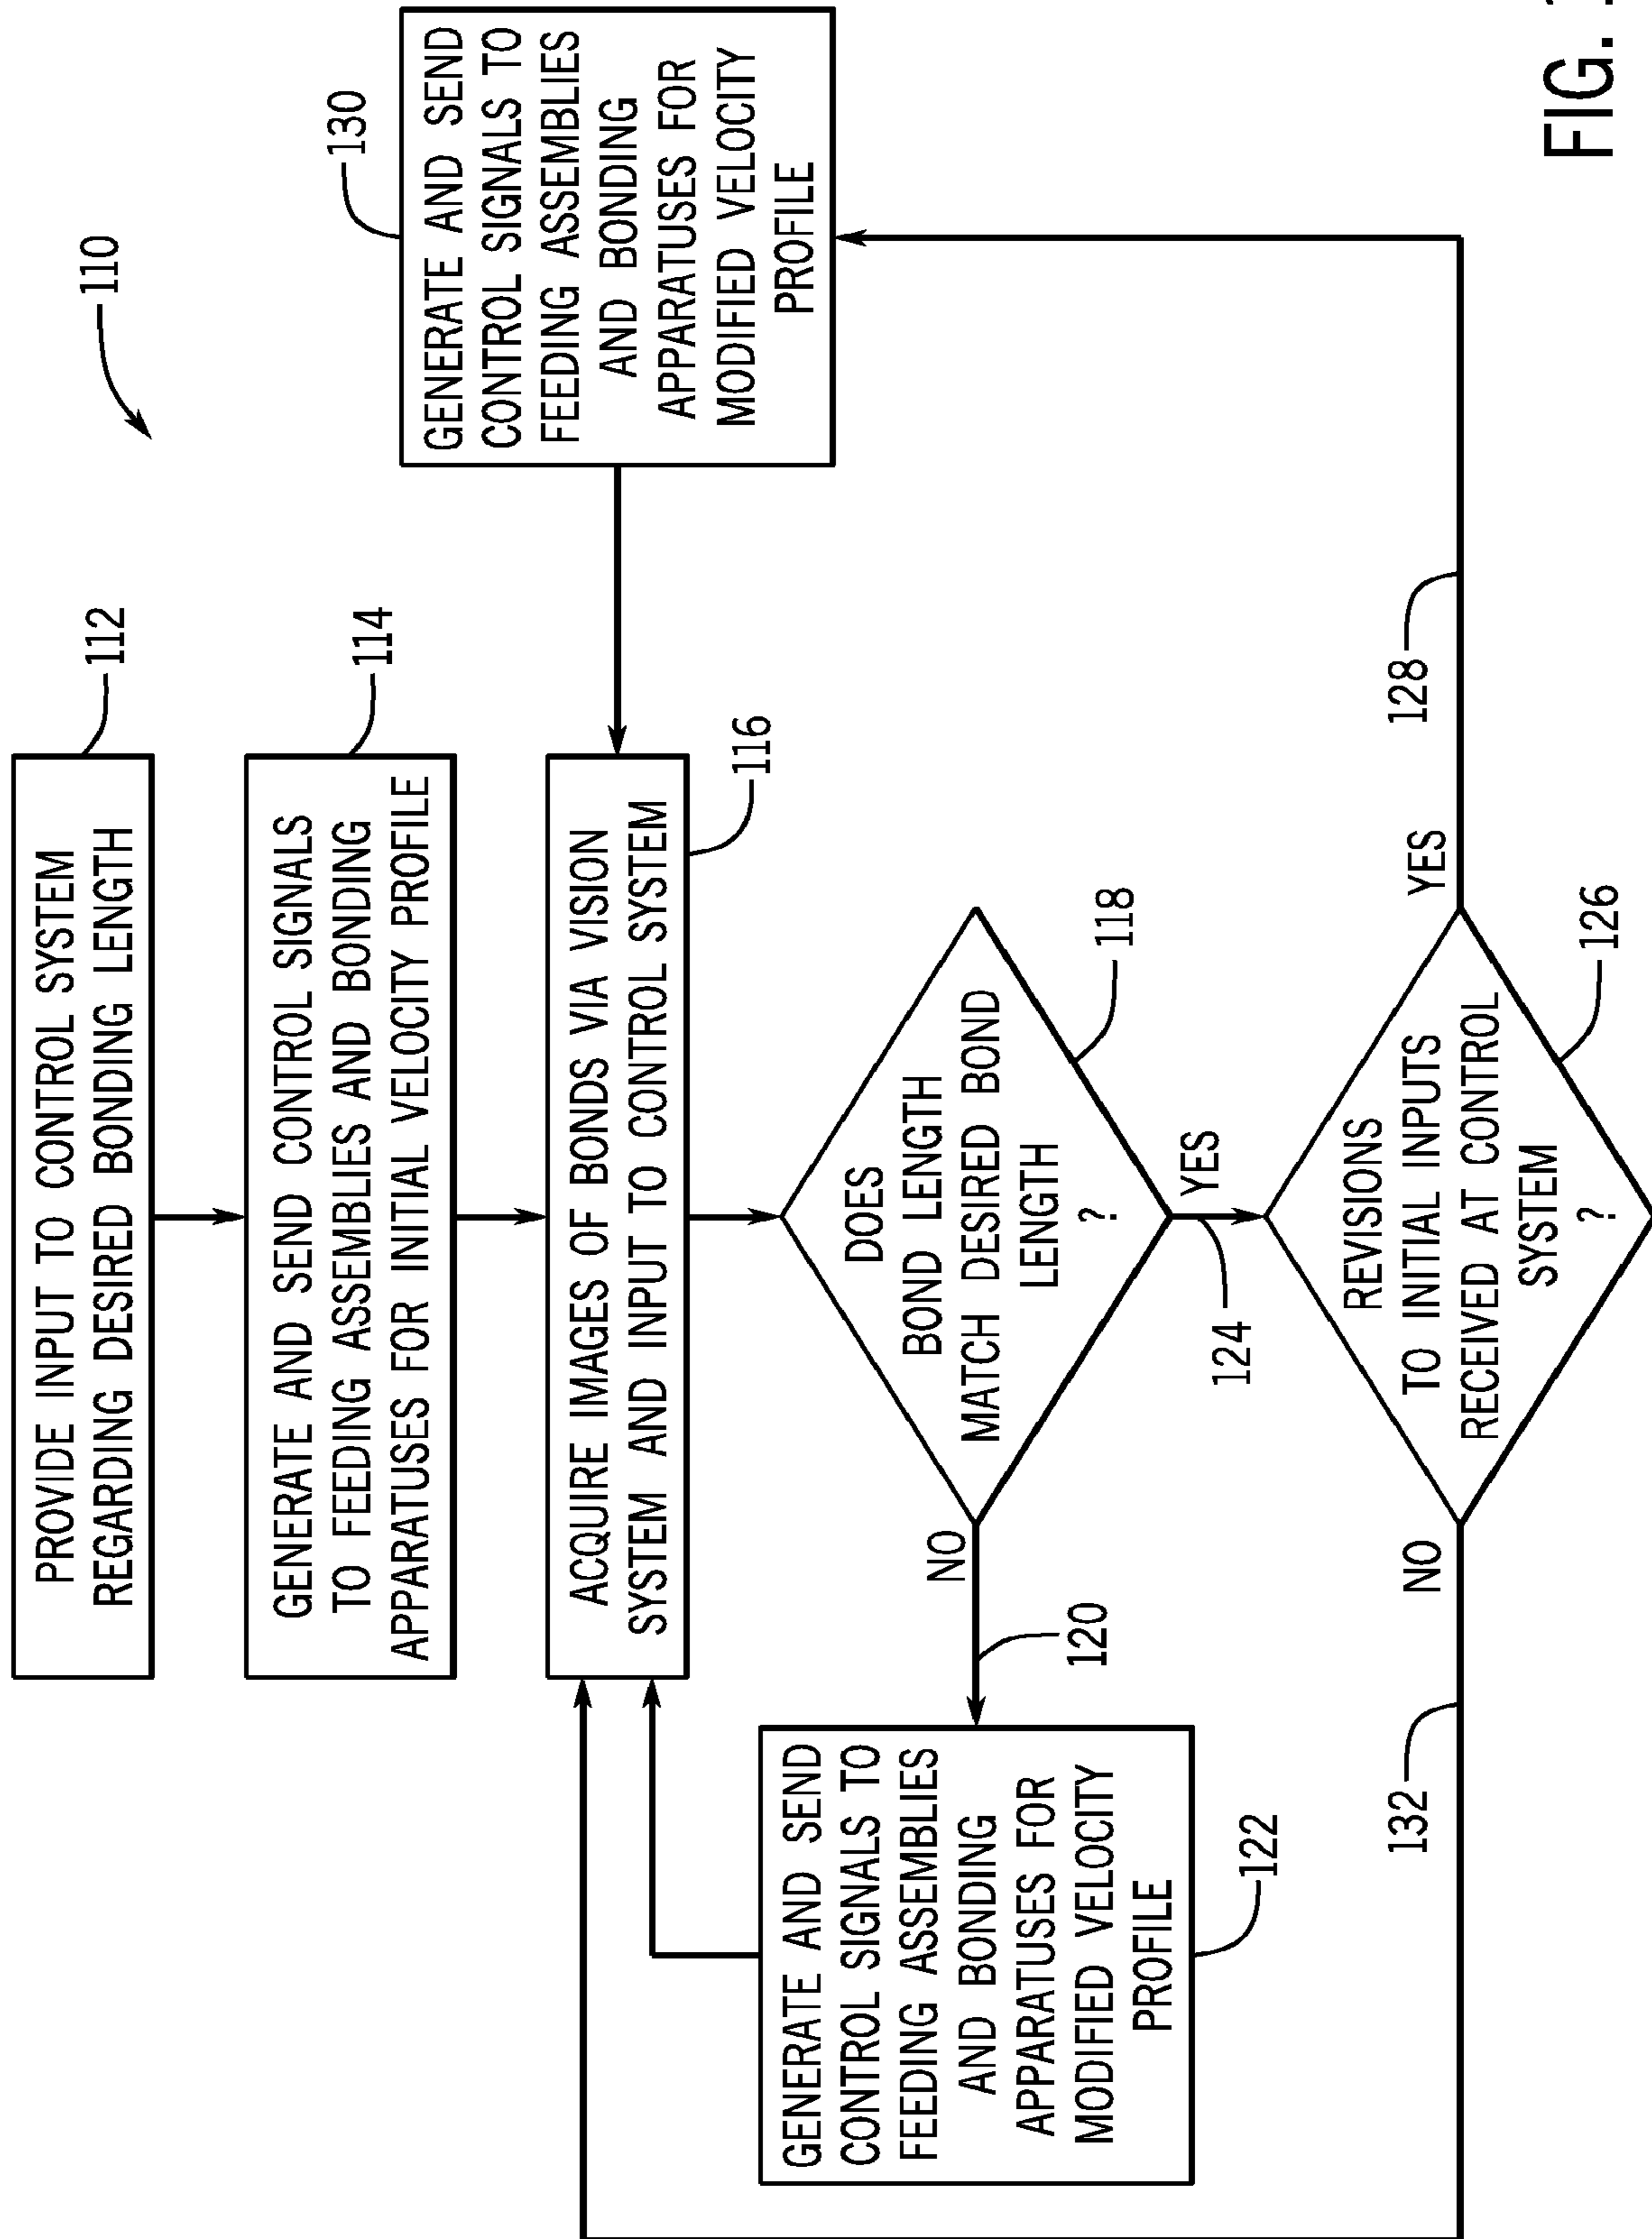 110
PROVIDE INPUT TO CONTROL SYSTEM
REGARDING DESIRED BONDING LENGTH
112
GENERATE AND SEND CONTROL SIGNALS
TO FEEDING ASSEMBLIES AND BONDING
APPARATUSES FOR INITIAL VELOCITY PROFILE
114
ACQUIRE IMAGES OF BONDS VIA VISION
SYSTEM AND INPUT TO CONTROL SYSTEM
116
GENERATE AND SEND
CONTROL SIGNALS TO
FEEDING ASSEMBLIES
AND BONDING
APPARATUSES FOR
MODIFIED VELOCITY
PROFILE
130
DOES
BOND LENGTH
MATCH DESIRED BOND
LENGTH
?
118
NO
120
GENERATE AND SEND
CONTROL SIGNALS TO
FEEDING ASSEMBLIES
AND BONDING
APPARATUSES FOR
MODIFIED VELOCITY
PROFILE
122
YES
124
REVISIONS
TO INITIAL INPUTS
RECEIVED AT CONTROL
SYSTEM
?
126
YES
128
NO
132
FIG.